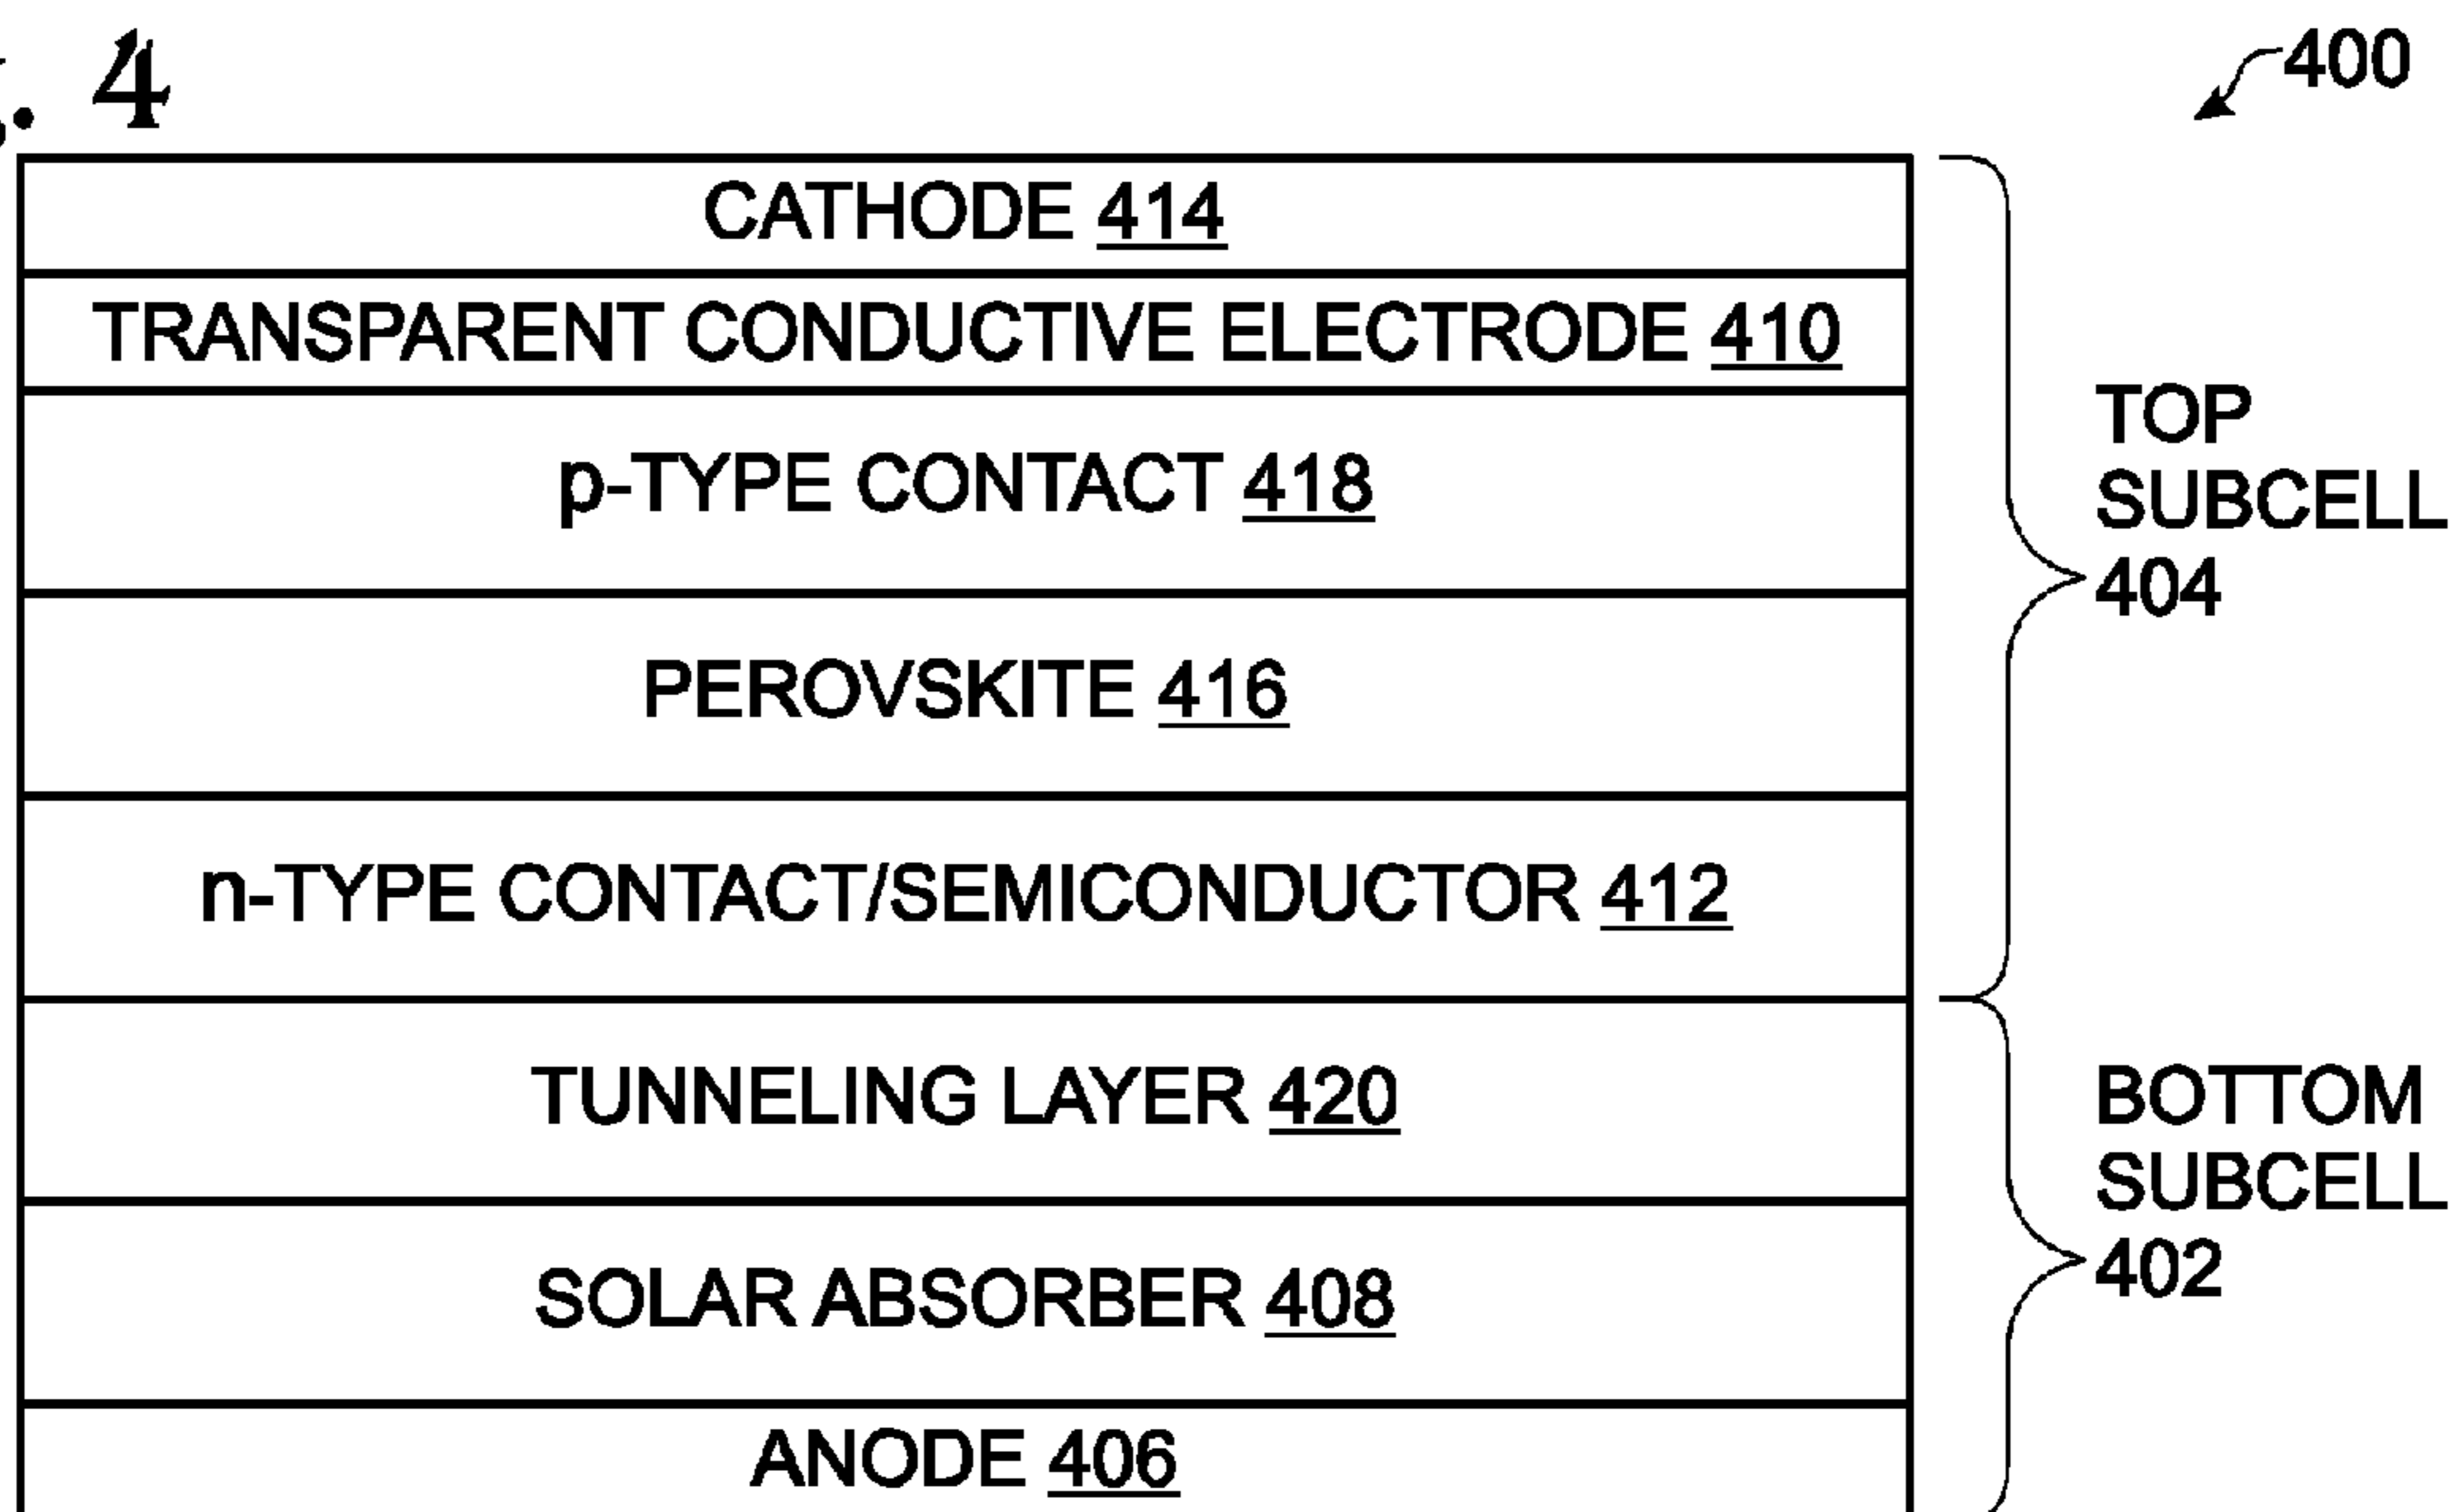 . 4
400
CATHODE 414
TRANSPARENT CONDUCTIVE ELECTRODE 410
p-TYPE CONTACT 418
PEROVSKITE 416
n-TYPE CONTACT/SEMICONDUCTOR 412
TUNNELING LAYER 420
SOLAR ABSORBER 408
ANODE 406
TOP
SUBCELL
404
BOTTOM
SUBCELL
402